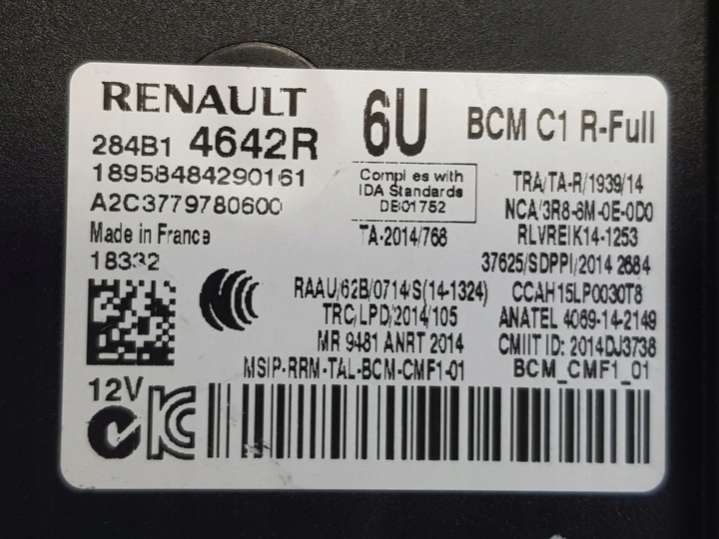 RENAULT
6U
BCM C1 R-Full
284B1 4642R
18958484290161
A2C3779780600
Made in France
18332
Complies with
IDA Standards
DB01752
TA-2014/768
TRA/TA-R/1939/14
NCA/3R8-6M-0E-0D0
RLVREIK14-1253
37625/SDPPI/2014 2684
RAAU/62B/0714/S(14-1324)
CCAH15LP0030T8
TRC/LPD/2014/105
ANATEL 4069-14-2149
MR 9481 ANRT 2014
CMIIT ID: 2014DJ3738
MSIP-RRM-TAL-BCM-CMF1-01
BCM_CMF1_01
12V